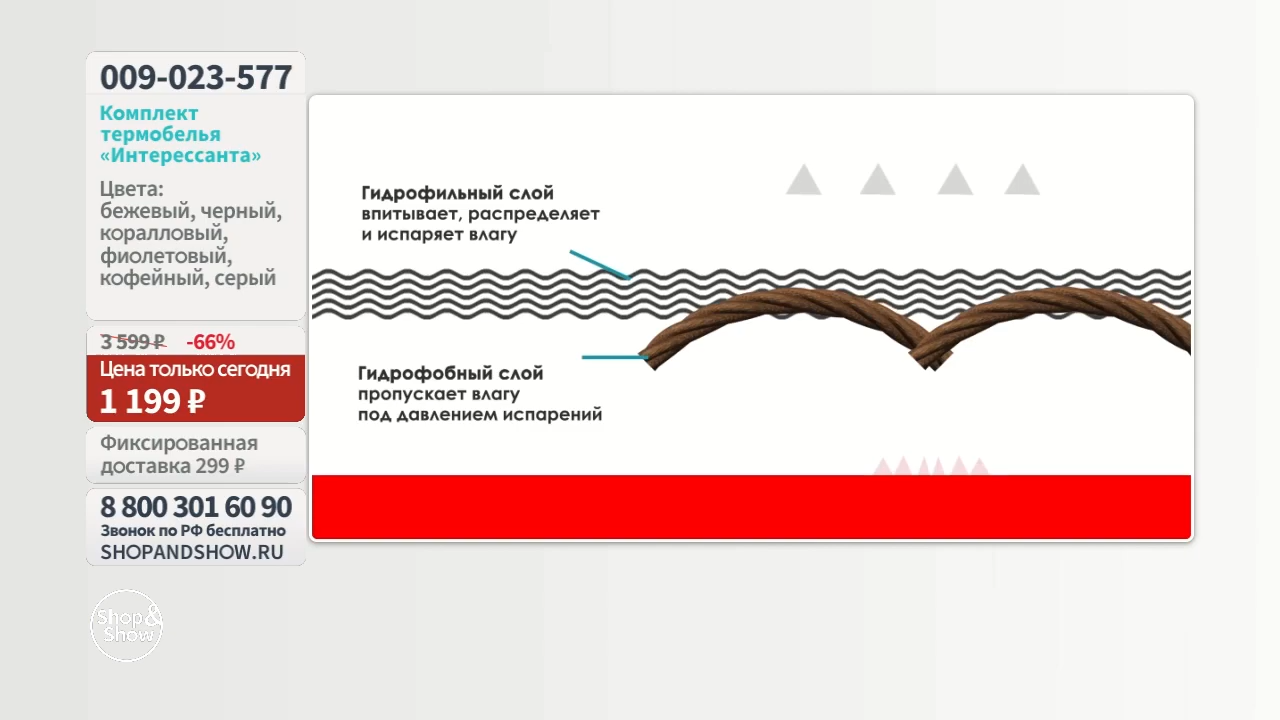 009-023-577
Комплект
термобелья
«Интерессанта»
Цвета:
бежевый, черный,
коралловый,
фиолетовый,
кофейный, серый
3 599 ₽ -66%
Цена только сегодня
1 199 ₽
Фиксированная
доставка 299 ₽
8 800 301 60 90
Звонок по РФ бесплатно
SHOPANDSHOW.RU
Shop&
Show
Гидрофильный слой
впитывает, распределяет
и испаряет влагу
Гидрофобный слой
пропускает влагу
под давлением испарений